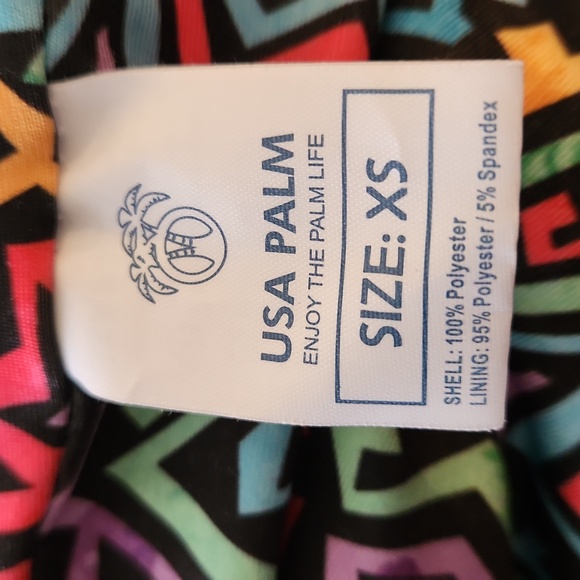 USA PALM
ENJOY THE PALM LIFE
SIZE: XS
SHELL: 100% Polyester
LINING: 95% Polyester / 5% Spandex